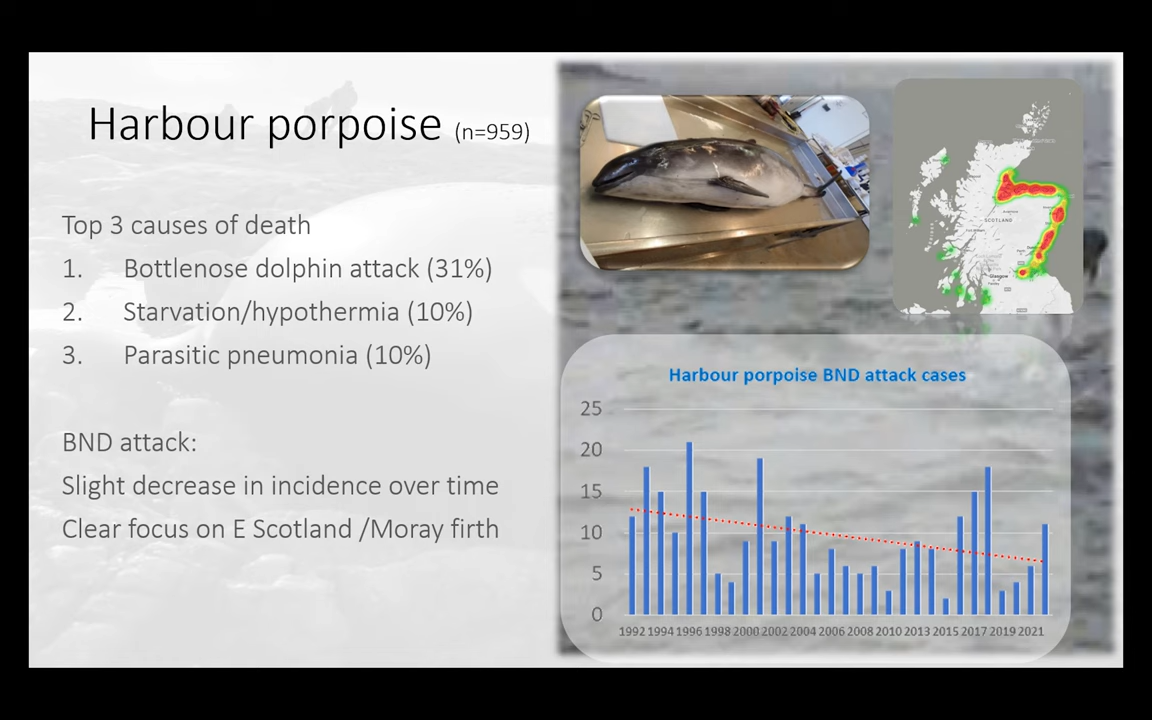 Harbour porpoise (n=959)
Top 3 causes of death
1. Bottlenose dolphin attack (31%)
2. Starvation/hypothermia (10%)
3. Parasitic pneumonia (10%)
BND attack:
Slight decrease in incidence over time
Clear focus on E Scotland /Moray firth
SCOTLAND
Glasgow
Harbour porpoise BND attack cases
25
20
15
10
5
0
1992 1994 1996 1998 2000 2002 2004 2006 2008 2010 2013 2015 2017 2019 2021